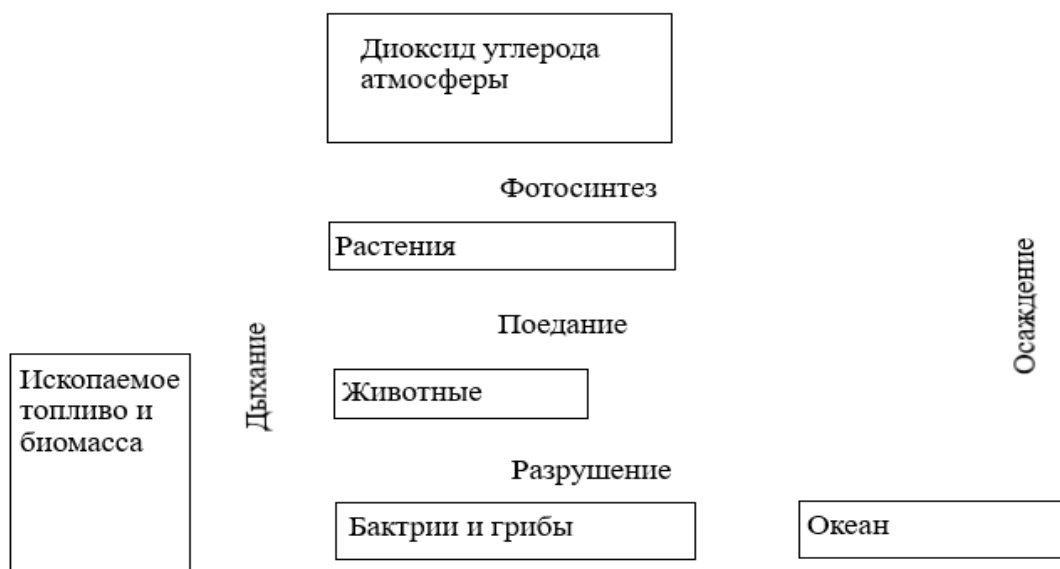 Диоксид углерода
атмосферы
Фотосинтез
Растения
Поедание
Животные
Разрушение
Бактрии и грибы
Дыхание
Ископаемое
топливо и
биомасса
Осаждение
Океан